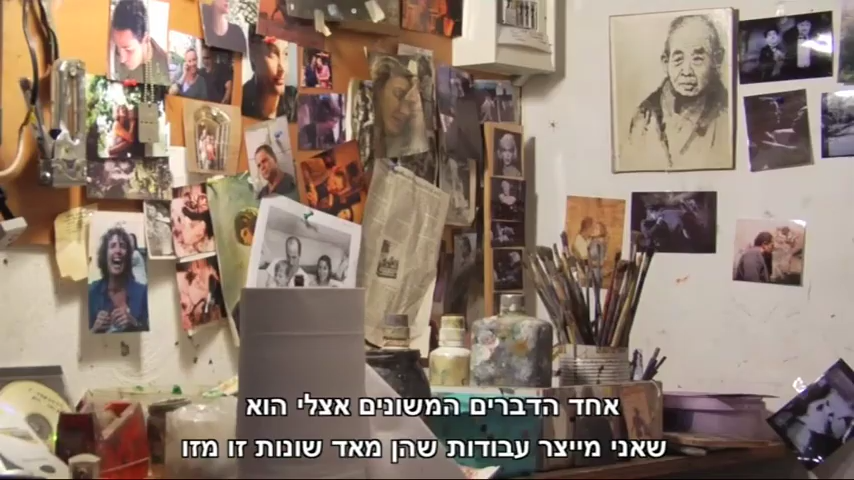 אחד הדברים המשונים אצלי הוא
שאני מייצר עבודות שהן מאד שונות זו מזו